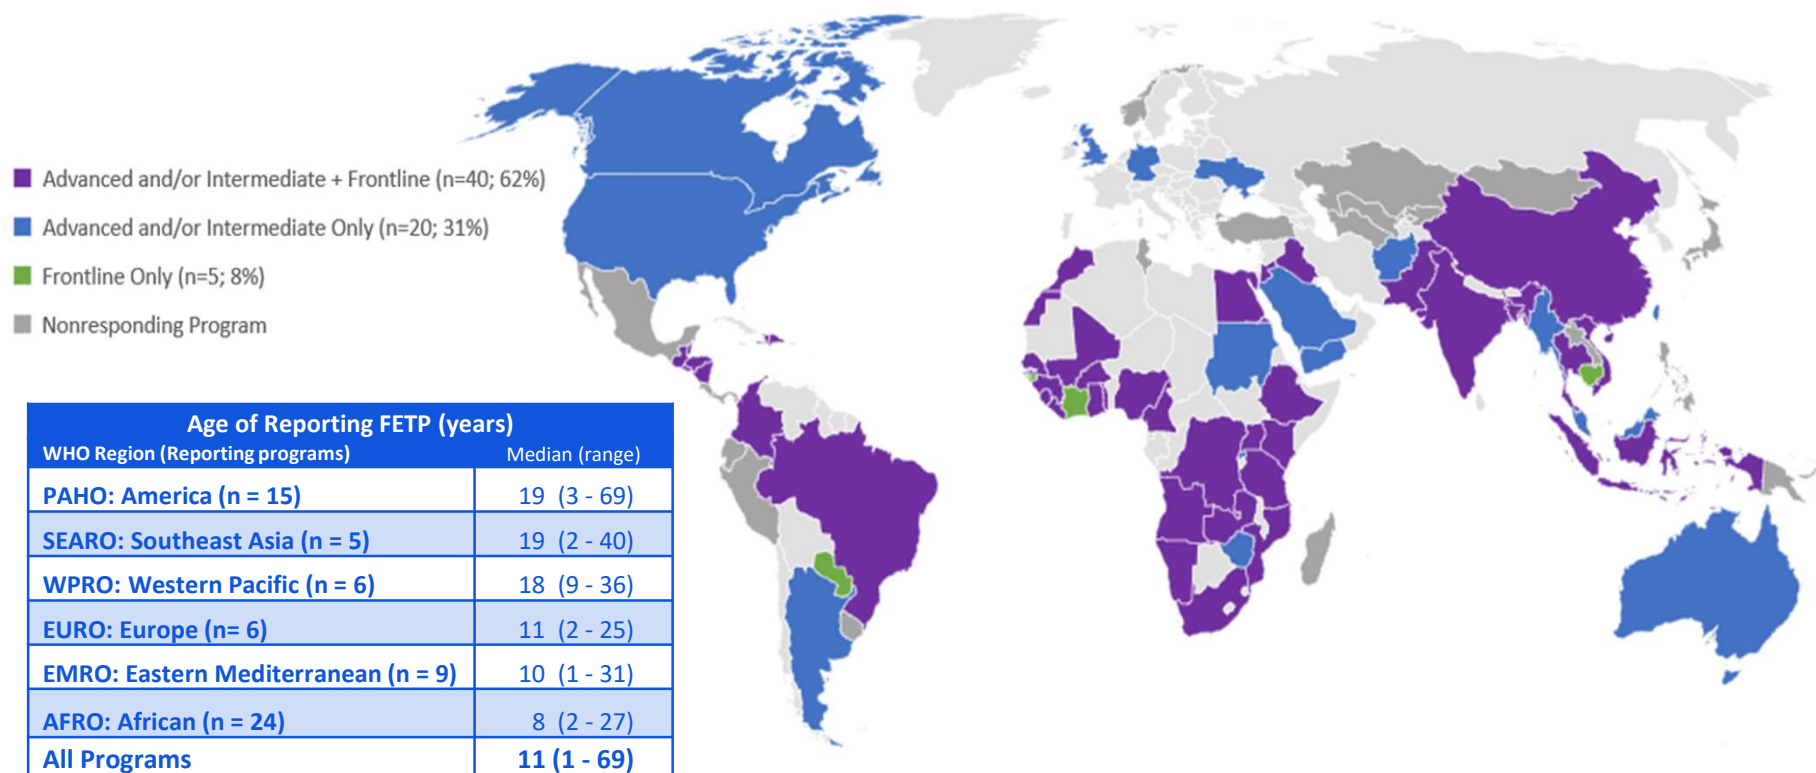 Advanced and/or Intermediate + Frontline (n=40; 62%)
Advanced and/or Intermediate Only (n=20; 31%)
Frontline Only (n=5; 8%)
Nonresponding Program
Age of Reporting FETP (years)
WHO Region (Reporting programs) Median (range)
PAHO: America (n = 15) 19 (3 - 69)
SEARO: Southeast Asia (n = 5) 19 (2 - 40)
WPRO: Western Pacific (n = 6) 18 (9 - 36)
EURO: Europe (n= 6) 11 (2 - 25)
EMRO: Eastern Mediterranean (n = 9) 10 (1 - 31)
AFRO: African (n = 24) 8 (2 - 27)
All Programs 11 (1 - 69)